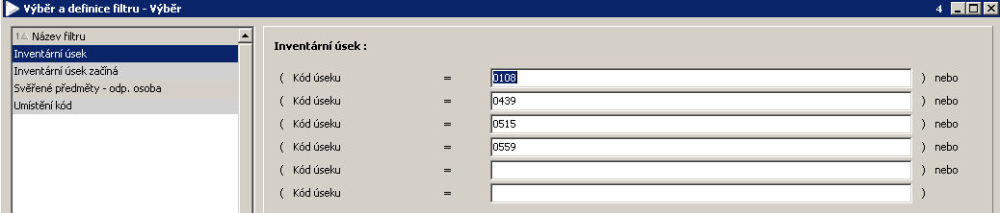 Výběr a definice filtru - Výběr 4
1 Název filtru
Inventární úsek
Inventární úsek začíná
Svěřené předměty - odp. osoba
Umístění kód
Inventární úsek :
( Kód úseku = 0108 ) nebo
( Kód úseku = 0439 ) nebo
( Kód úseku = 0515 ) nebo
( Kód úseku = 0559 ) nebo
( Kód úseku = ) nebo
( Kód úseku = )